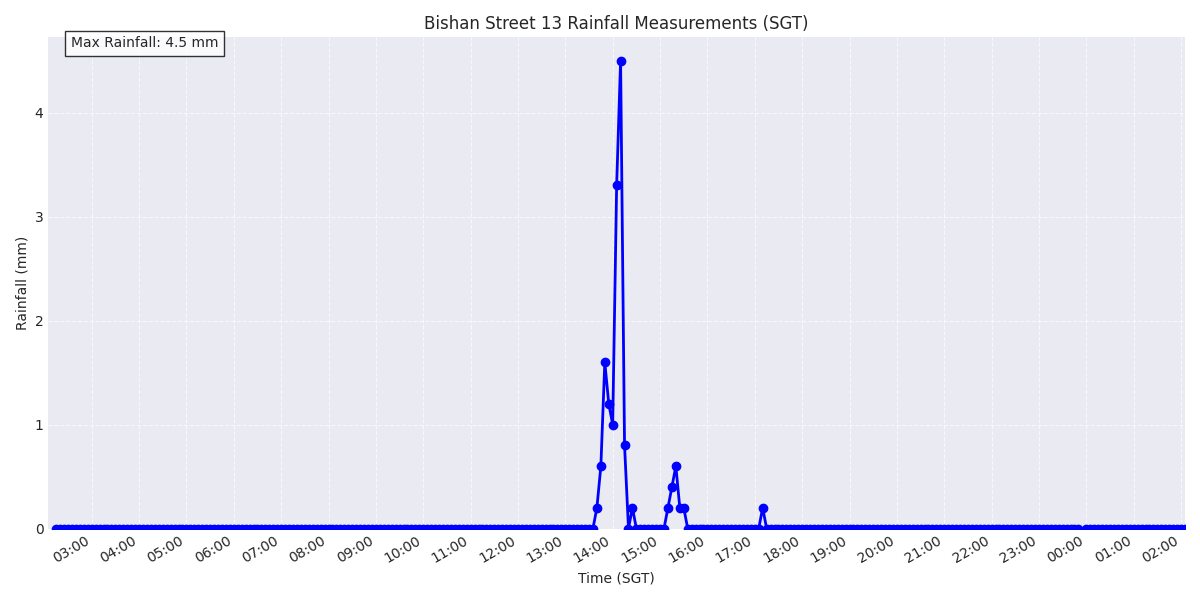 Bishan Street 13 Rainfall Measurements (SGT)
Max Rainfall: 4.5 mm
Rainfall (mm)
4
3
2
1
0
03:00 04:00 05:00 06:00 07:00 08:00 09:00 10:00 11:00 12:00 13:00 14:00 15:00 16:00 17:00 18:00 19:00 20:00 21:00 22:00 23:00 00:00 01:00 02:00
Time (SGT)